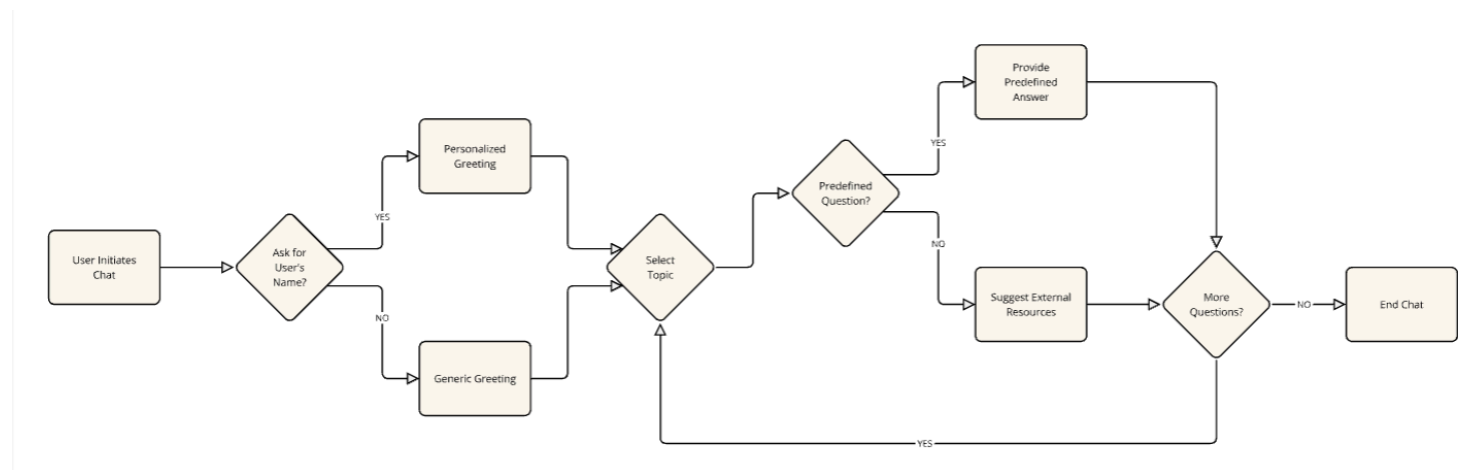 User Initiates
Chat
Ask for
User's
Name?
YES
Personalized
Greeting
NO
Generic Greeting
Select
Topic
Predefined
Question?
YES
Provide
Predefined
Answer
NO
Suggest External
Resources
More
Questions?
NO
End Chat
YES